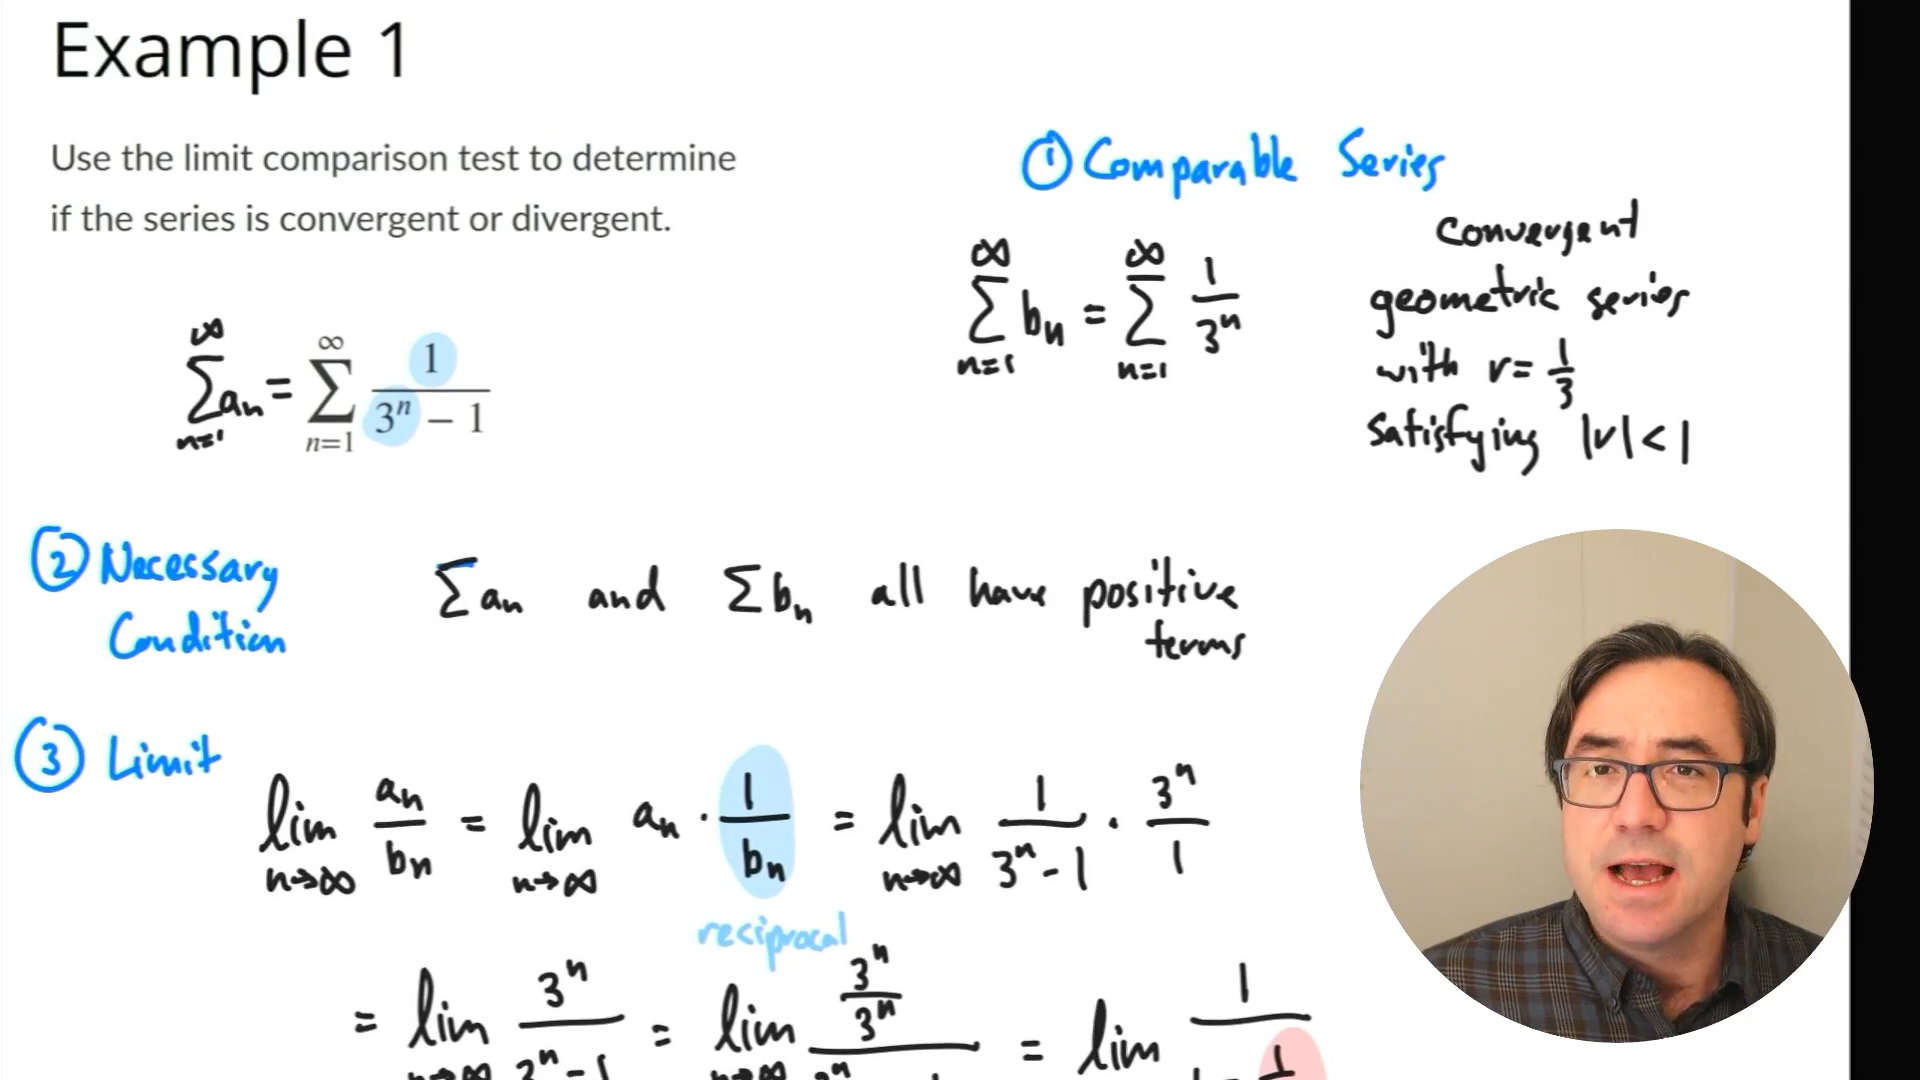 Example 1
Use the limit comparison test to determine
if the series is convergent or divergent.
∞
∑ aₙ = ∑ 1/(3ⁿ − 1)
n=1 n=1
① Comparable Series
∞ ∞
∑ bₙ = ∑ 1/3ⁿ
n=1 n=1
convergent
geometric series
with r = 1/3
satisfying |r| < 1
② Necessary
Condition
∑aₙ and ∑bₙ all have positive
terms
③ Limit
lim aₙ/bₙ = lim aₙ · 1/bₙ = lim 1/(3ⁿ-1) · 3ⁿ/1
n→∞ n→∞ n→∞
reciprocal
= lim 3ⁿ/(3ⁿ-1) = lim (3ⁿ/3ⁿ) = lim 1